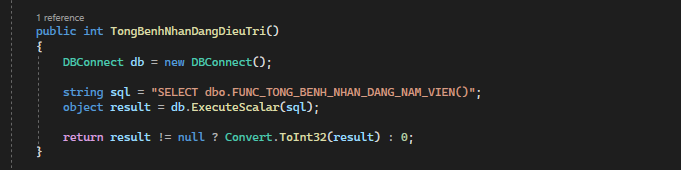 1 reference
public int TongBenhNhanDangDieuTri()
{
DBConnect db = new DBConnect();
string sql = "SELECT dbo.FUNC_TONG_BENH_NHAN_DANG_NAM_VIEN()";
object result = db.ExecuteScalar(sql);
return result != null ? Convert.ToInt32(result) : 0;
}